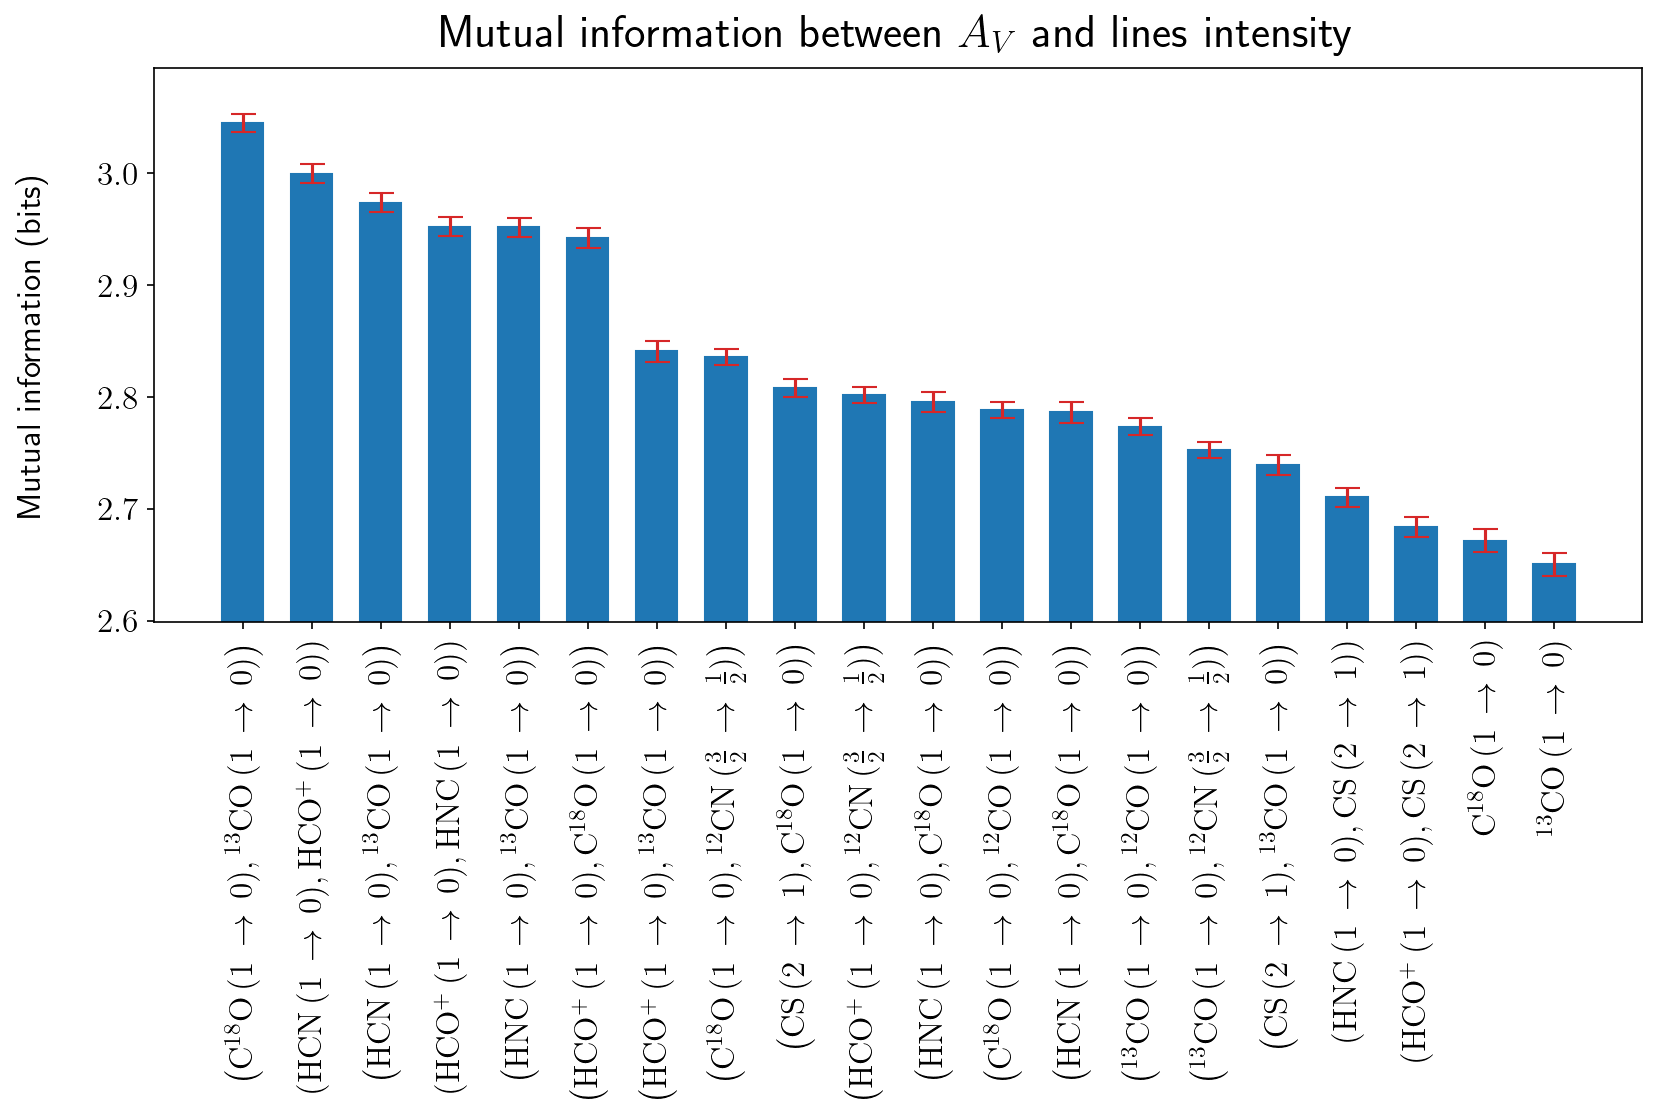 Mutual information between A_V and lines intensity
Mutual information (bits)
3.0
2.9
2.8
2.7
2.6
(C¹⁸O (1 → 0), ¹³CO (1 → 0))
(HCN (1 → 0), HCO⁺ (1 → 0))
(HCN (1 → 0), ¹³CO (1 → 0))
(HCO⁺ (1 → 0), HNC (1 → 0))
(HNC (1 → 0), ¹³CO (1 → 0))
(HCO⁺ (1 → 0), C¹⁸O (1 → 0))
(HCO⁺ (1 → 0), ¹³CO (1 → 0))
(C¹⁸O (1 → 0), ¹²CN (3/2 → 1/2))
(CS (2 → 1), C¹⁸O (1 → 0))
(HCO⁺ (1 → 0), ¹²CN (3/2 → 1/2))
(HNC (1 → 0), C¹⁸O (1 → 0))
(C¹⁸O (1 → 0), ¹²CO (1 → 0))
(HCN (1 → 0), C¹⁸O (1 → 0))
(¹³CO (1 → 0), ¹²CO (1 → 0))
(¹³CO (1 → 0), ¹²CN (3/2 → 1/2))
(CS (2 → 1), ¹³CO (1 → 0))
(HNC (1 → 0), CS (2 → 1))
(HCO⁺ (1 → 0), CS (2 → 1))
C¹⁸O (1 → 0)
¹³CO (1 → 0)